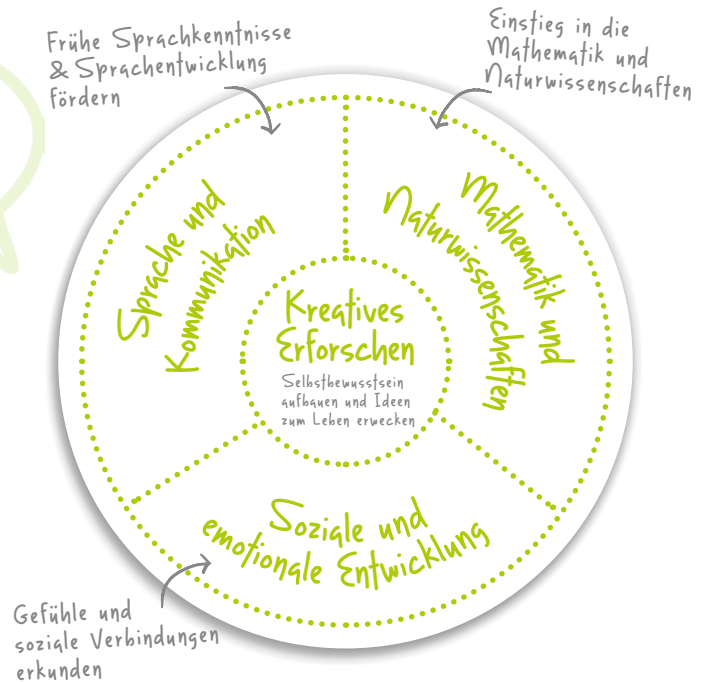 Frühe Sprachkenntnisse
& Sprachentwicklung
fördern
Einstieg in die
Mathematik und
Naturwissenschaften
Sprache und
Kommunikation
Mathematik und
Naturwissenschaften
Kreatives
Erforschen
Selbstbewusstsein
aufbauen und Ideen
zum Leben erwecken
Soziale und
emotionale Entwicklung
Gefühle und
soziale Verbindungen
erkunden